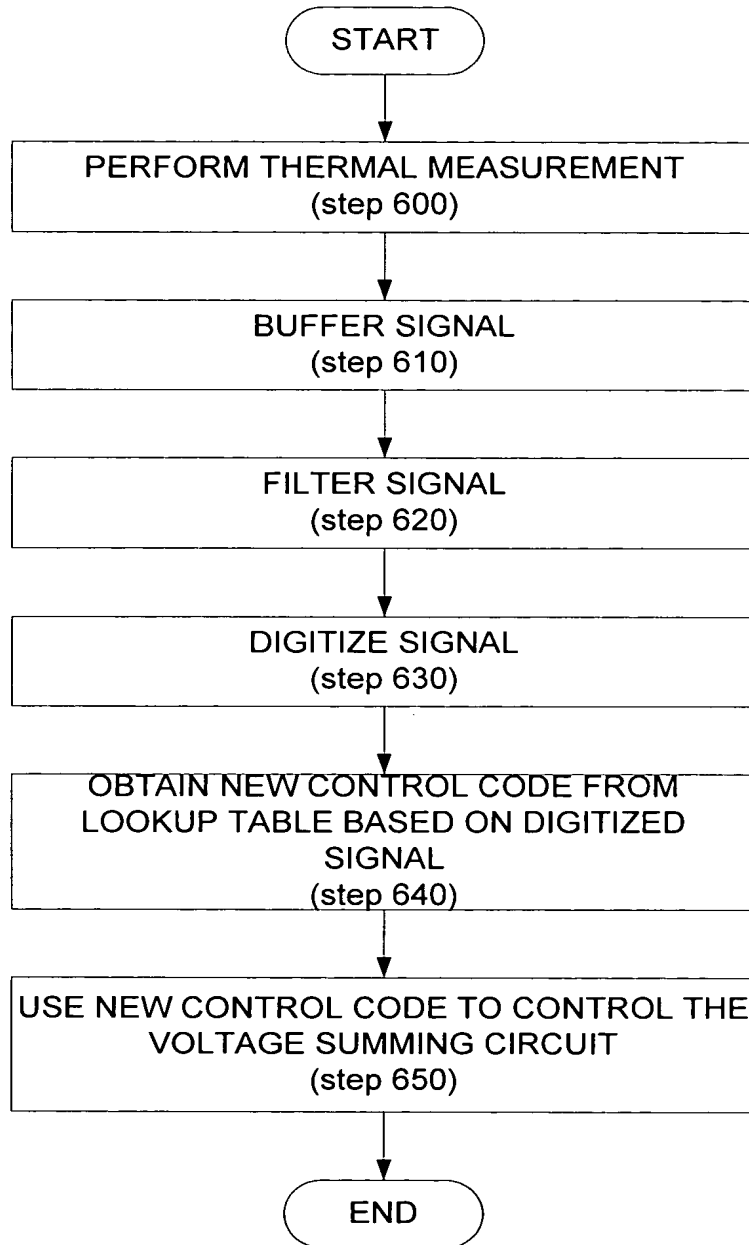 START
PERFORM THERMAL MEASUREMENT
(step 600)
BUFFER SIGNAL
(step 610)
FILTER SIGNAL
(step 620)
DIGITIZE SIGNAL
(step 630)
OBTAIN NEW CONTROL CODE FROM
LOOKUP TABLE BASED ON DIGITIZED
SIGNAL
(step 640)
USE NEW CONTROL CODE TO CONTROL THE
VOLTAGE SUMMING CIRCUIT
(step 650)
END